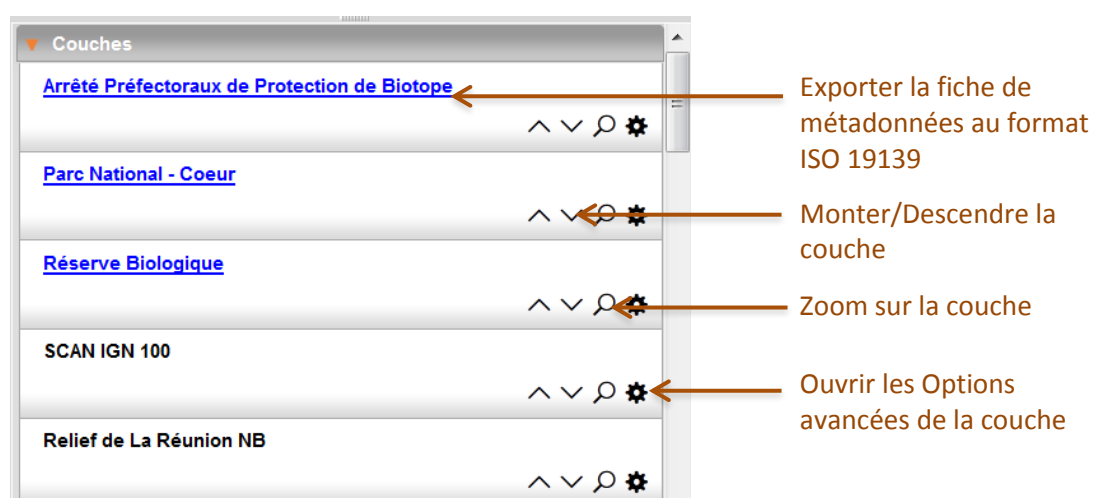 Couches
Arrêté Préfectoraux de Protection de Biotope
Parc National - Coeur
Réserve Biologique
SCAN IGN 100
Relief de La Réunion NB
Exporter la fiche de
métadonnées au format
ISO 19139
Monter/Descendre la
couche
Zoom sur la couche
Ouvrir les Options
avancées de la couche